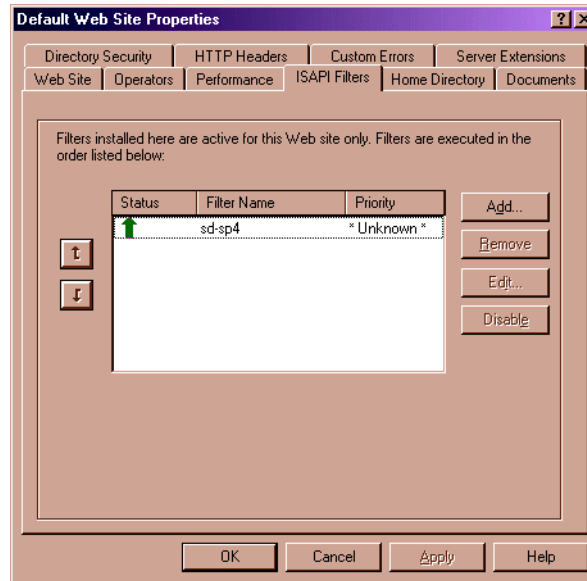 Default Web Site Properties
Directory Security HTTP Headers Custom Errors Server Extensions
Web Site Operators Performance ISAPI Filters Home Directory Documents
Filters installed here are active for this Web site only. Filters are executed in the
order listed below:
Status Filter Name Priority
sd-sp4 * Unknown *
Add...
Remove
Edit...
Disable
OK Cancel Apply Help